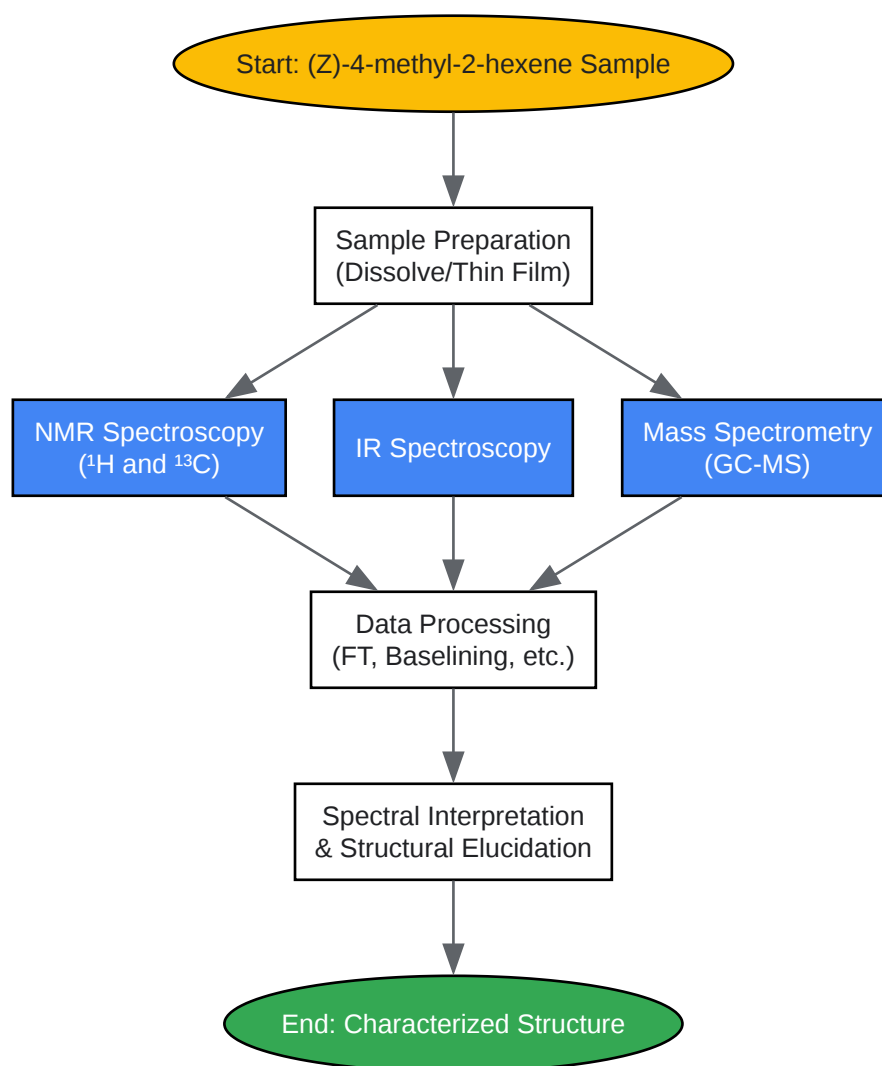 Start: (Z)-4-methyl-2-hexene Sample
Sample Preparation
(Dissolve/Thin Film)
NMR Spectroscopy
(¹H and ¹³C)
IR Spectroscopy
Mass Spectrometry
(GC-MS)
Data Processing
(FT, Baselining, etc.)
Spectral Interpretation
& Structural Elucidation
End: Characterized Structure